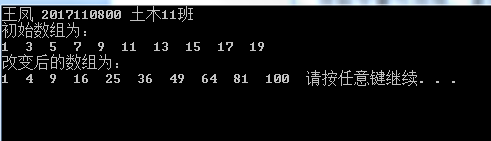 王凤 2017110800 土木11班
初始数组为:
1 3 5 7 9 11 13 15 17 19
改变后的数组为:
1 4 9 16 25 36 49 64 81 100 请按任意键继续. . .